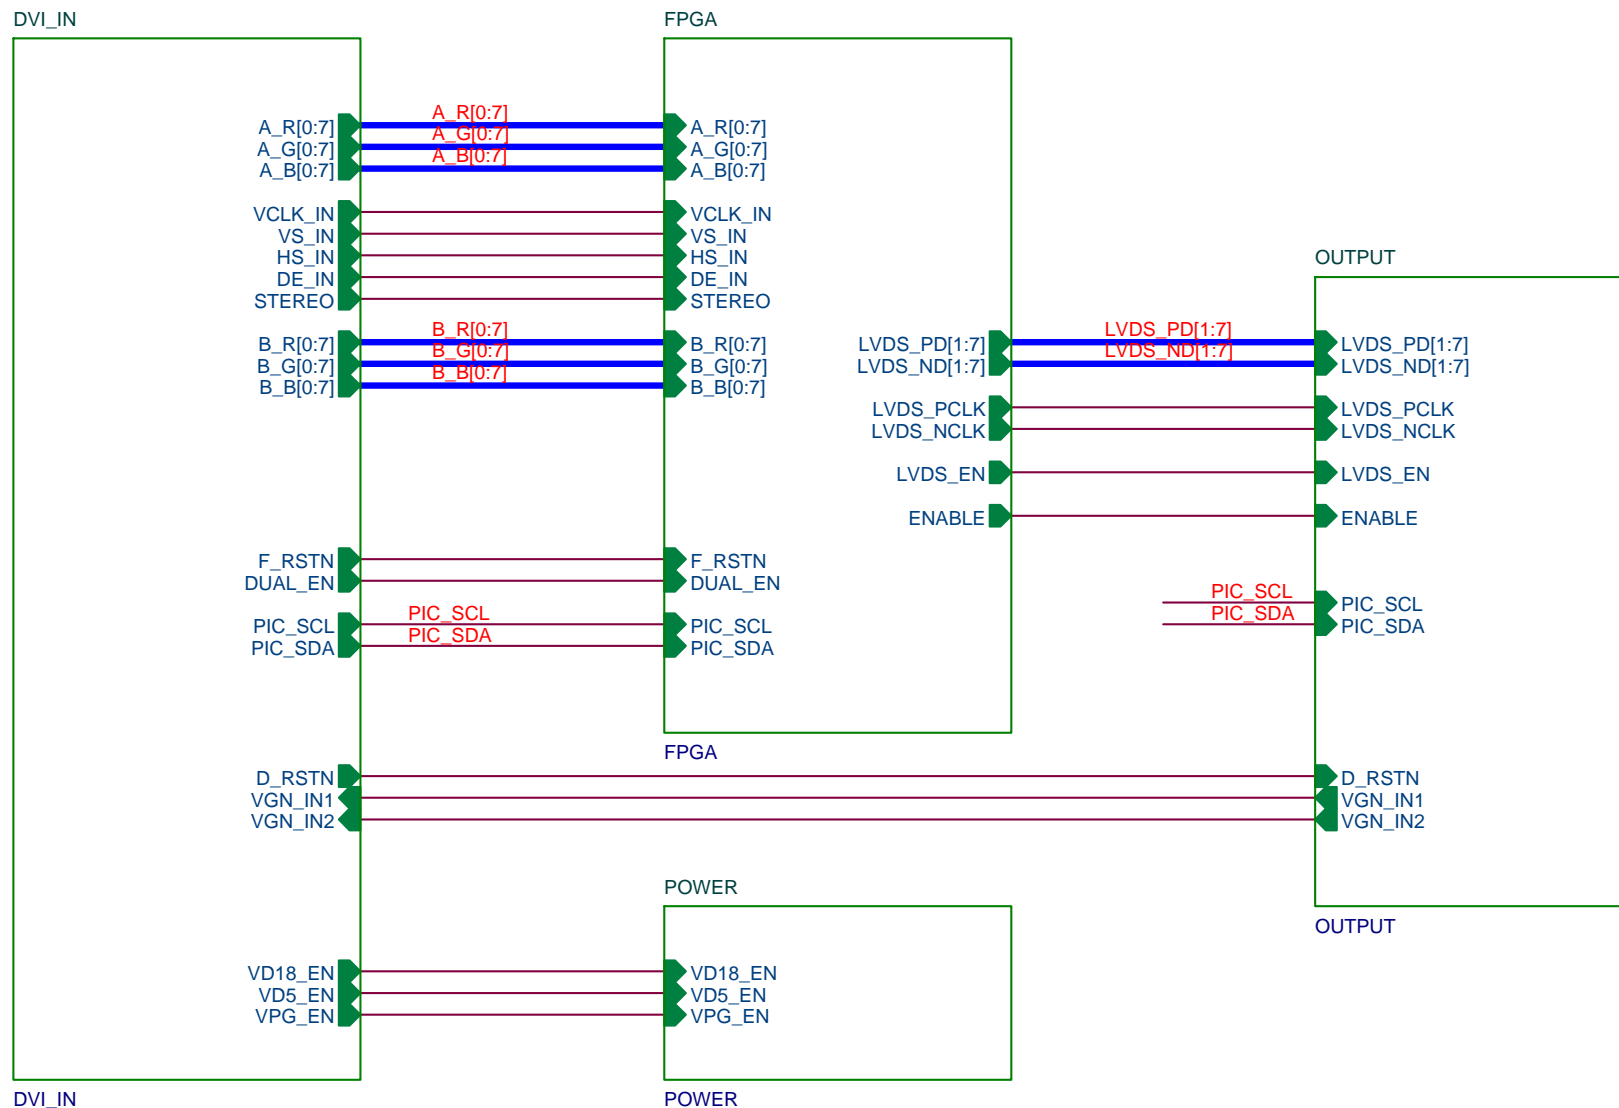 DVI_IN
A_R[0:7]
A_G[0:7]
A_B[0:7]
VCLK_IN
VS_IN
HS_IN
DE_IN
STEREO
B_R[0:7]
B_G[0:7]
B_B[0:7]
F_RSTN
DUAL_EN
PIC_SCL
PIC_SDA
D_RSTN
VGN_IN1
VGN_IN2
VD18_EN
VD5_EN
VPG_EN
DVI_IN
A_R[0:7]
A_G[0:7]
A_B[0:7]
B_R[0:7]
B_G[0:7]
B_B[0:7]
PIC_SCL
PIC_SDA
FPGA
A_R[0:7]
A_G[0:7]
A_B[0:7]
VCLK_IN
VS_IN
HS_IN
DE_IN
STEREO
B_R[0:7]
B_G[0:7]
B_B[0:7]
F_RSTN
DUAL_EN
PIC_SCL
PIC_SDA
LVDS_PD[1:7]
LVDS_ND[1:7]
LVDS_PCLK
LVDS_NCLK
LVDS_EN
ENABLE
FPGA
POWER
VD18_EN
VD5_EN
VPG_EN
POWER
LVDS_PD[1:7]
LVDS_ND[1:7]
PIC_SCL
PIC_SDA
OUTPUT
LVDS_PD[1:7]
LVDS_ND[1:7]
LVDS_PCLK
LVDS_NCLK
LVDS_EN
ENABLE
PIC_SCL
PIC_SDA
D_RSTN
VGN_IN1
VGN_IN2
OUTPUT